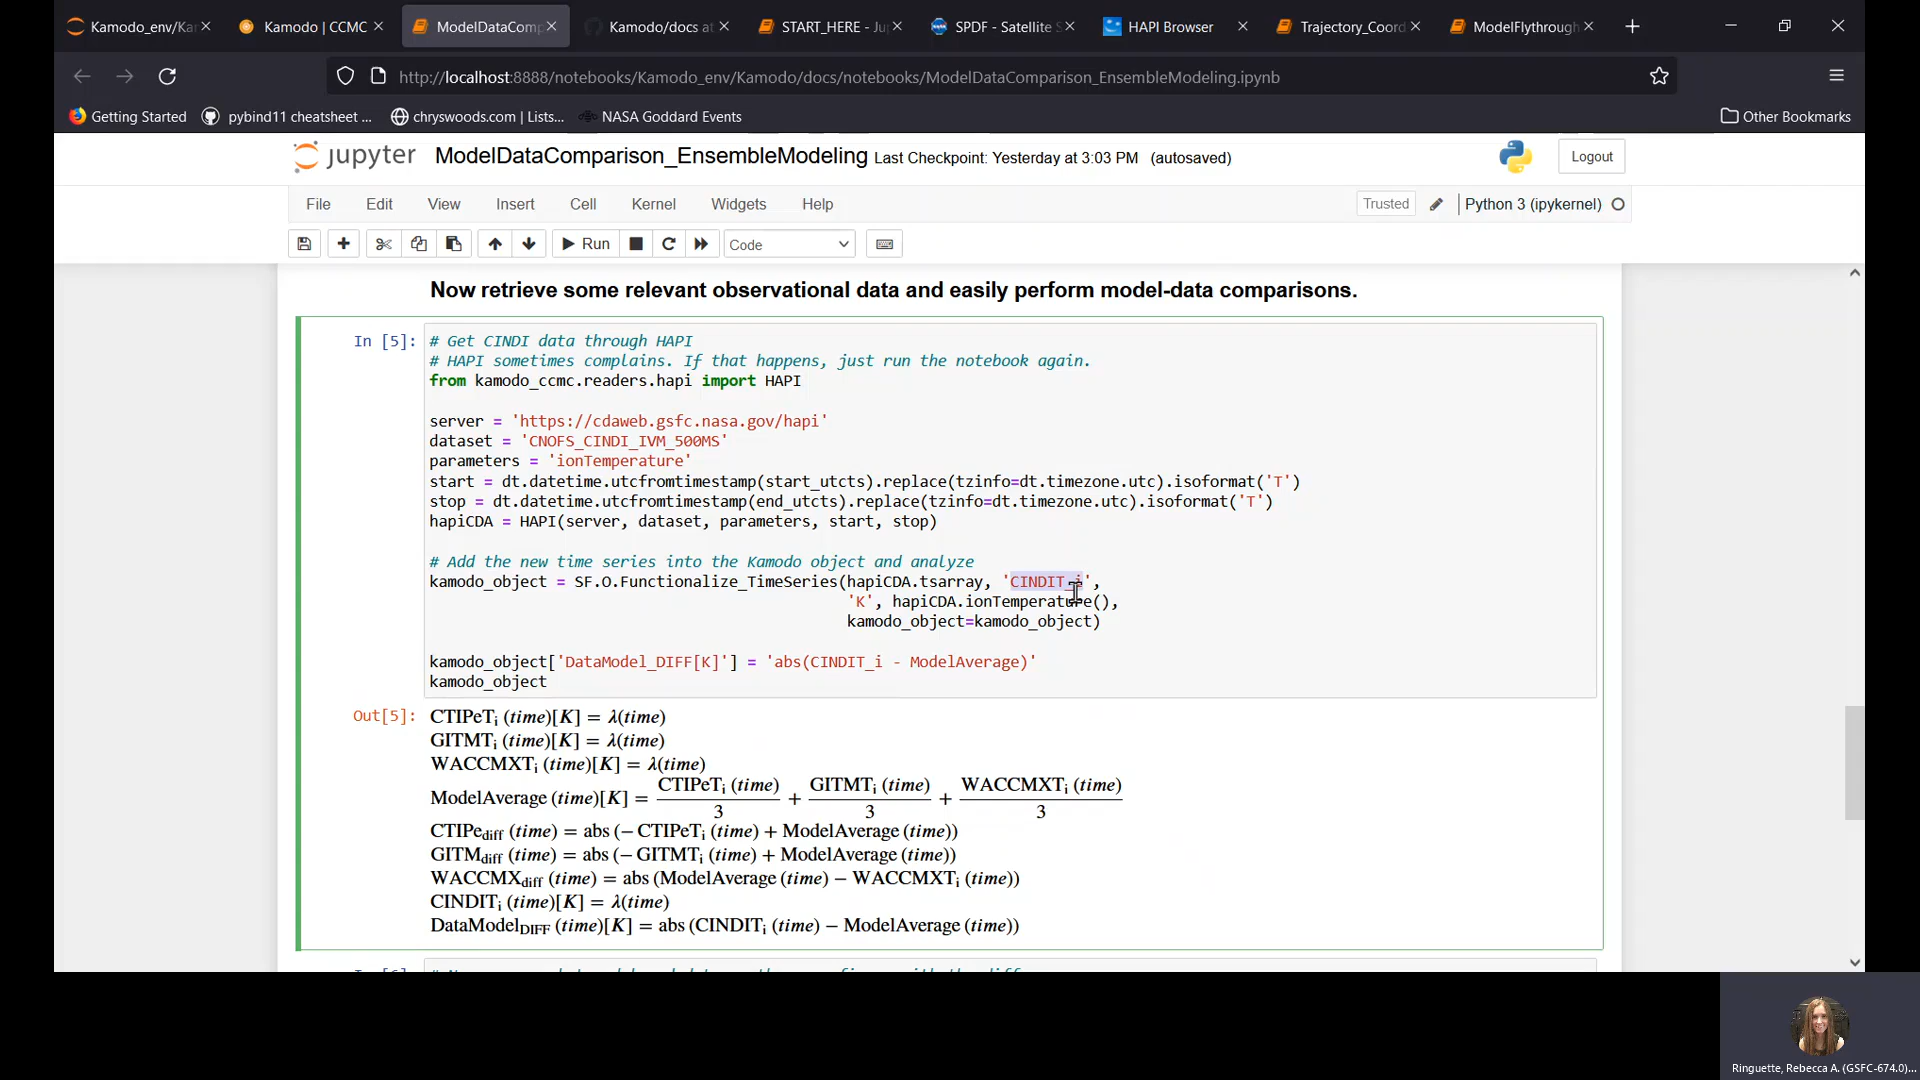 Kamodo_env/Ka
Kamodo | CCMC
ModelDataComp
Kamodo/docs at
START_HERE - Ju
SPDF - Satellite S
HAPI Browser
Trajectory_Coord
ModelFlythrough
http://localhost:8888/notebooks/Kamodo_env/Kamodo/docs/notebooks/ModelDataComparison_EnsembleModeling.ipynb
Getting Started
pybind11 cheatsheet ...
chryswoods.com | Lists...
NASA Goddard Events
Other Bookmarks
jupyter ModelDataComparison_EnsembleModeling Last Checkpoint: Yesterday at 3:03 PM (autosaved)
Logout
File Edit View Insert Cell Kernel Widgets Help
Trusted
Python 3 (ipykernel)
Run
Code
Now retrieve some relevant observational data and easily perform model-data comparisons.
In [5]:
# Get CINDI data through HAPI
# HAPI sometimes complains. If that happens, just run the notebook again.
from kamodo_ccmc.readers.hapi import HAPI
server = 'https://cdaweb.gsfc.nasa.gov/hapi'
dataset = 'CNOFS_CINDI_IVM_500MS'
parameters = 'ionTemperature'
start = dt.datetime.utcfromtimestamp(start_utcts).replace(tzinfo=dt.timezone.utc).isoformat('T')
stop = dt.datetime.utcfromtimestamp(end_utcts).replace(tzinfo=dt.timezone.utc).isoformat('T')
hapiCDA = HAPI(server, dataset, parameters, start, stop)
# Add the new time series into the Kamodo object and analyze
kamodo_object = SF.O.Functionalize_TimeSeries(hapiCDA.tsarray, 'CINDIT_i',
'K', hapiCDA.ionTemperature(),
kamodo_object=kamodo_object)
kamodo_object['DataModel_DIFF[K]'] = 'abs(CINDIT_i - ModelAverage)'
kamodo_object
Out[5]:
CTIPeTi (time)[K] = λ(time)
GITMTi (time)[K] = λ(time)
WACCMXTi (time)[K] = λ(time)
ModelAverage (time)[K] = CTIPeTi (time)/3 + GITMTi (time)/3 + WACCMXTi (time)/3
CTIPediff (time) = abs (− CTIPeTi (time) + ModelAverage (time))
GITMdiff (time) = abs (− GITMTi (time) + ModelAverage (time))
WACCMXdiff (time) = abs (ModelAverage (time) − WACCMXTi (time))
CINDITi (time)[K] = λ(time)
DataModelDIFF (time)[K] = abs (CINDITi (time) − ModelAverage (time))
Ringuette, Rebecca A. (GSFC-674.0)...